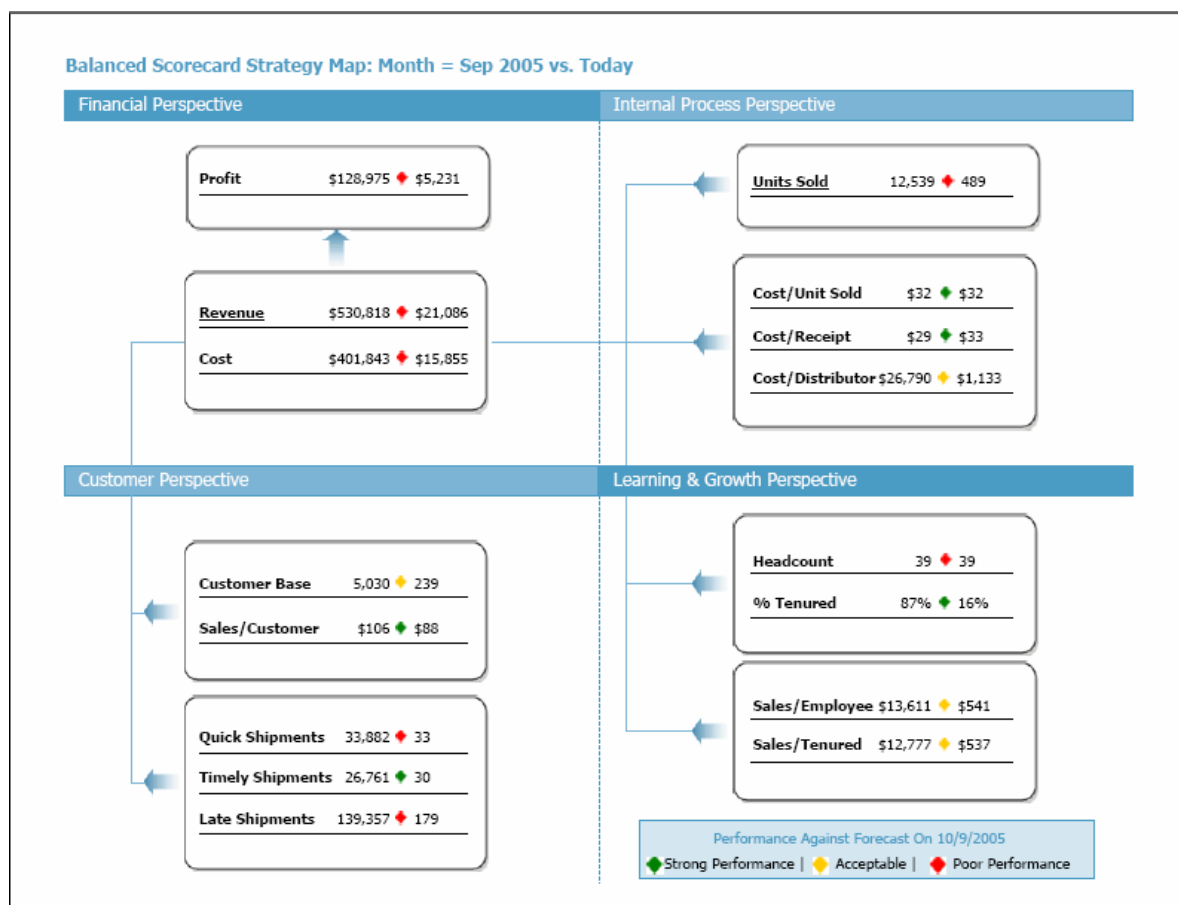 Balanced Scorecard Strategy Map: Month = Sep 2005 vs. Today
Financial Perspective
Profit $128,975 $5,231
Revenue $530,818 $21,086
Cost $401,843 $15,855
Internal Process Perspective
Units Sold 12,539 489
Cost/Unit Sold $32 $32
Cost/Receipt $29 $33
Cost/Distributor $26,790 $1,133
Customer Perspective
Customer Base 5,030 239
Sales/Customer $106 $88
Quick Shipments 33,882 33
Timely Shipments 26,761 30
Late Shipments 139,357 179
Learning & Growth Perspective
Headcount 39 39
% Tenured 87% 16%
Sales/Employee $13,611 $541
Sales/Tenured $12,777 $537
Performance Against Forecast On 10/9/2005
Strong Performance | Acceptable | Poor Performance